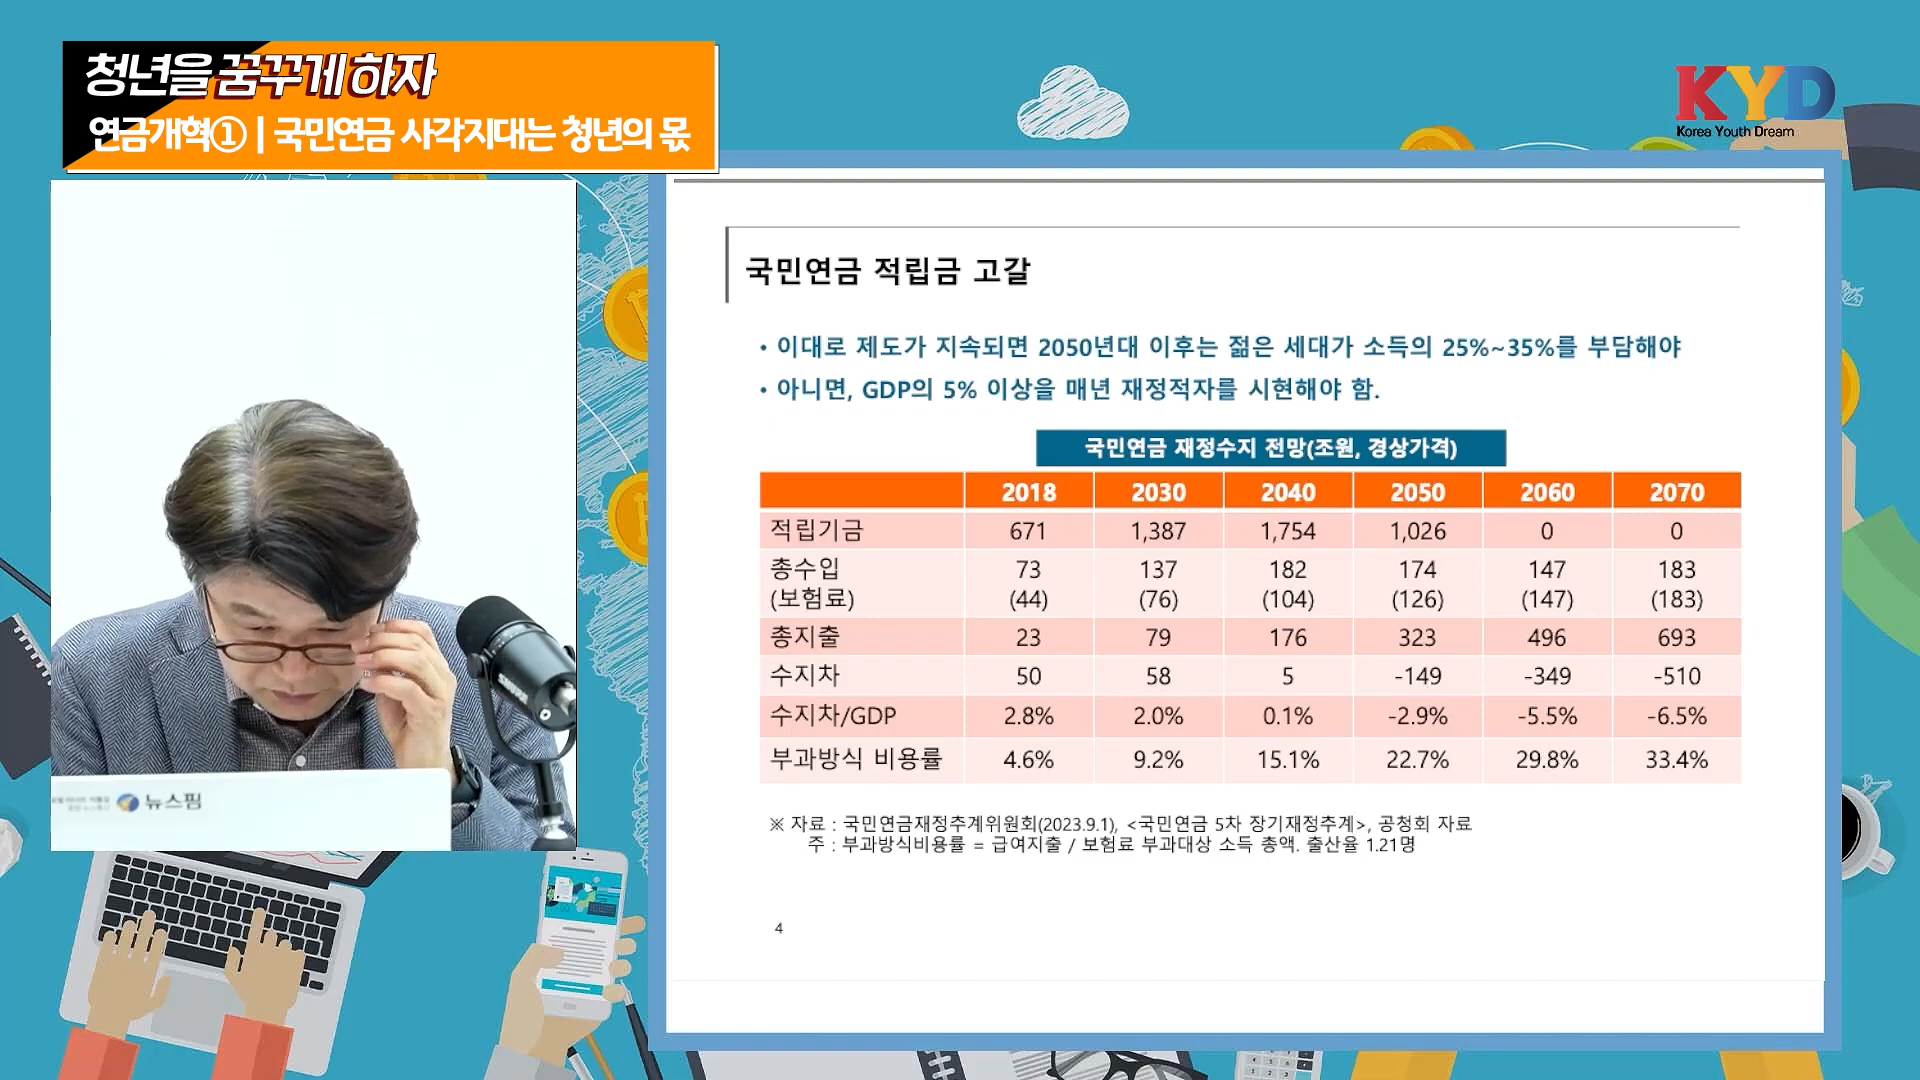 청년을 꿈꾸게 하자
연금개혁① | 국민연금 사각지대는 청년의 몫
KYD
Korea Youth Dream
국민연금 적립금 고갈
• 이대로 제도가 지속되면 2050년대 이후는 젊은 세대가 소득의 25%~35%를 부담해야
• 아니면, GDP의 5% 이상을 매년 재정적자를 시현해야 함.
국민연금 재정수지 전망(조원, 경상가격)
2018 2030 2040 2050 2060 2070
적립기금 671 1,387 1,754 1,026 0 0
총수입 73 137 182 174 147 183
(보험료) (44) (76) (104) (126) (147) (183)
총지출 23 79 176 323 496 693
수지차 50 58 5 -149 -349 -510
수지차/GDP 2.8% 2.0% 0.1% -2.9% -5.5% -6.5%
부과방식 비용률 4.6% 9.2% 15.1% 22.7% 29.8% 33.4%
※ 자료 : 국민연금재정추계위원회(2023.9.1), <국민연금 5차 장기재정추계>, 공청회 자료
주 : 부과방식비용률 = 급여지출 / 보험료 부과대상 소득 총액. 출산율 1.21명
4
뉴스핌